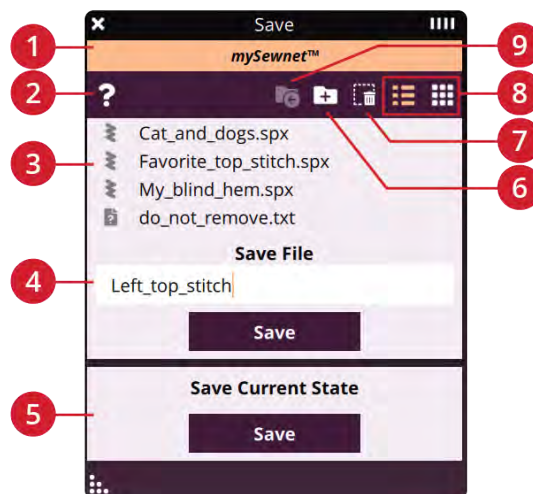 Save
1
mySewnet™
9
2
?
8
3
Cat_and_dogs.spx
Favorite_top_stitch.spx
My_blind_hem.spx
do_not_remove.txt
7
6
Save File
4
Left_top_stitch
Save
Save Current State
5
Save